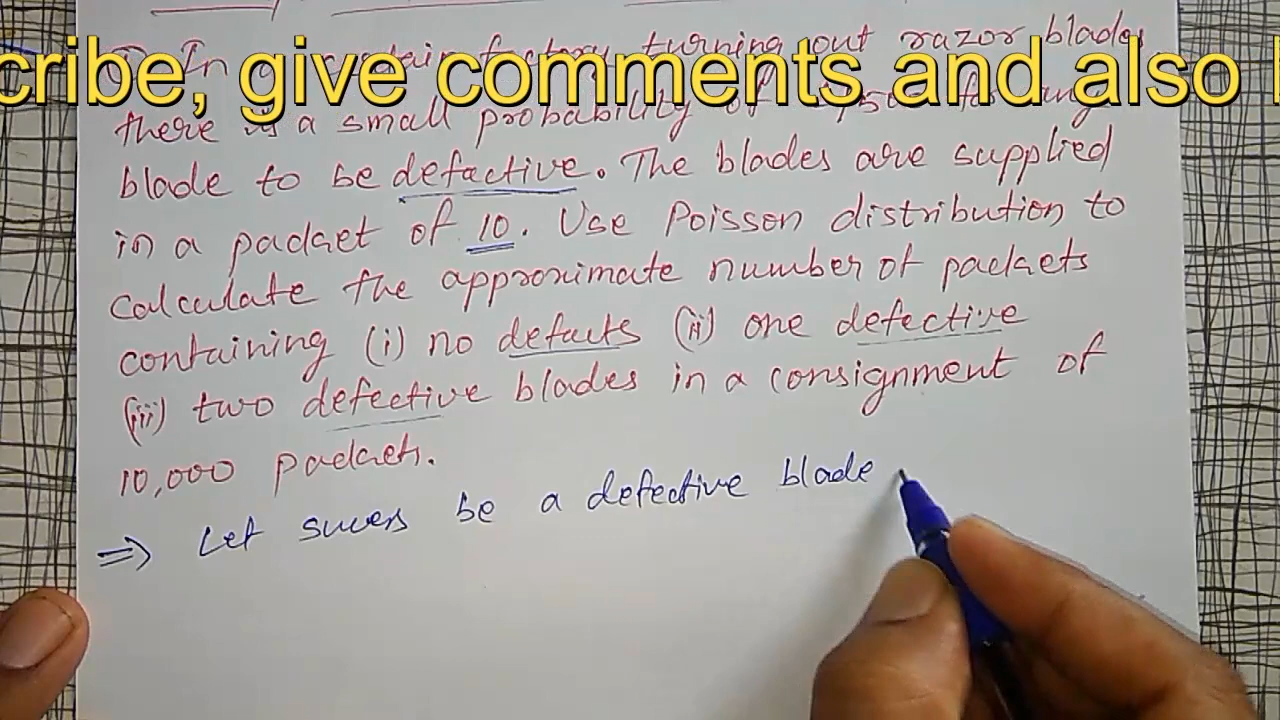 cribe, give comments and also
In a certain factory turning out razor blades
there is a small probability of for any
blade to be defective. The blades are supplied
in a packet of 10. Use Poisson distribution to
calculate the approximate number of packets
containing (i) no defects (ii) one defective
(iii) two defective blades in a consignment of
10,000 packets.
⇒ Let success be a defective blade